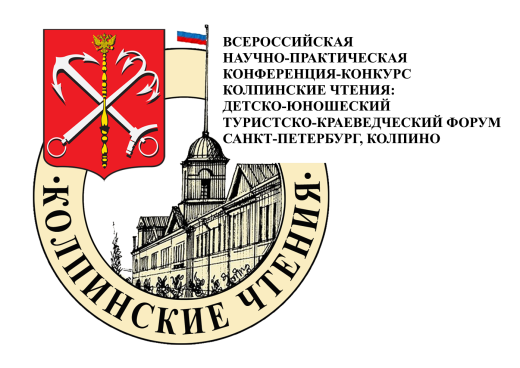 ВСЕРОССИЙСКАЯ
НАУЧНО-ПРАКТИЧЕСКАЯ
КОНФЕРЕНЦИЯ-КОНКУРС
КОЛПИНСКИЕ ЧТЕНИЯ:
ДЕТСКО-ЮНОШЕСКИЙ
ТУРИСТСКО-КРАЕВЕДЧЕСКИЙ ФОРУМ
САНКТ-ПЕТЕРБУРГ, КОЛПИНО
·КОЛПИНСКИЕ ЧТЕНИЯ·